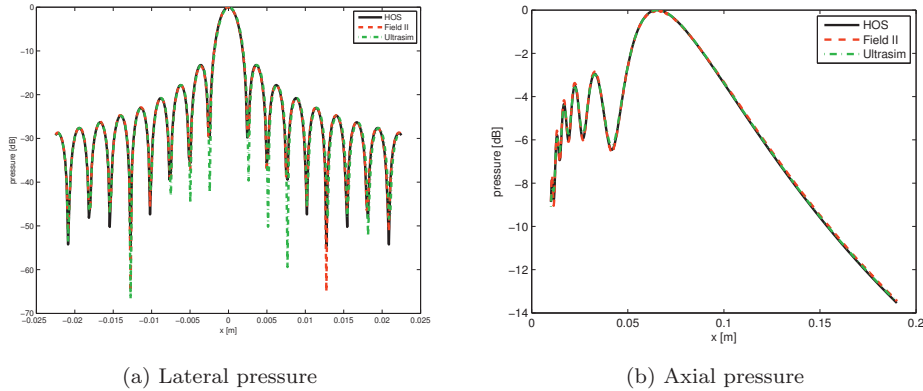 0
−10
−20
−30
−40
−50
−60
−70
pressure [dB]
−0.025 −0.02 −0.015 −0.01 −0.005 0 0.005 0.01 0.015 0.02 0.025
x [m]
HOS
Field II
Ultrasim
(a) Lateral pressure
0
−2
−4
−6
−8
−10
−12
−14
pressure [dB]
0 0.05 0.1 0.15 0.2
x [m]
HOS
Field II
Ultrasim
(b) Axial pressure